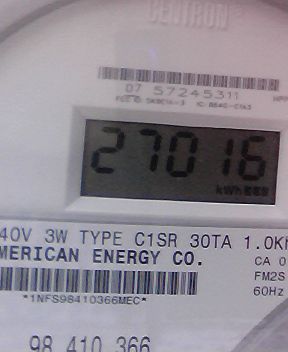 CENTRON
07 57245311
27016
kWh
40V 3W TYPE C1SR 30TA 1.0Kh
MERICAN ENERGY CO.
CA 0
FM2S
60Hz
*1NFS98410366MEC*
98 410 366